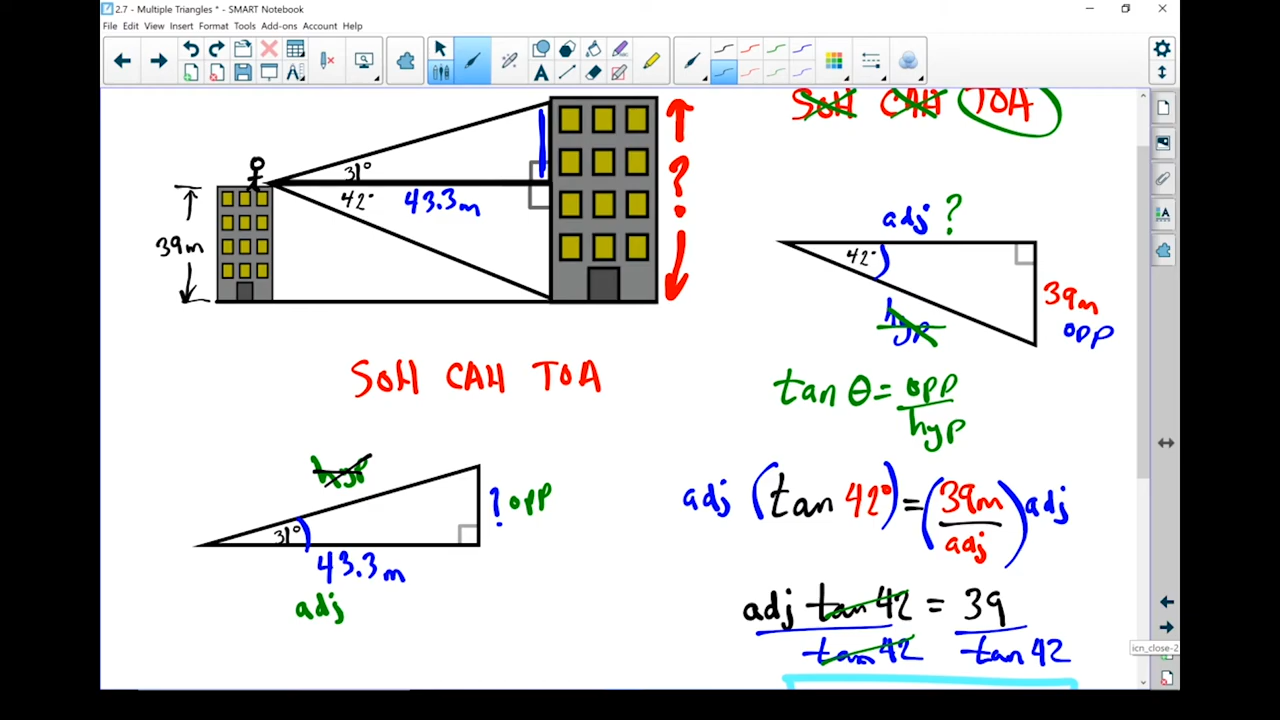 2.7 - Multiple Triangles * - SMART Notebook
File Edit View Insert Format Tools Add-ons Account Help
SOH CAH TOA
31°
42°
43.3m
39m
?
adj ?
42°
39m
opp
hyp
SOH CAH TOA
tan θ = opp
hyp
hyp
? opp
31°
43.3m
adj
adj (tan 42°) = (39m
adj) adj
adj tan 42 = 39
tan 42 tan 42
icn_close-2